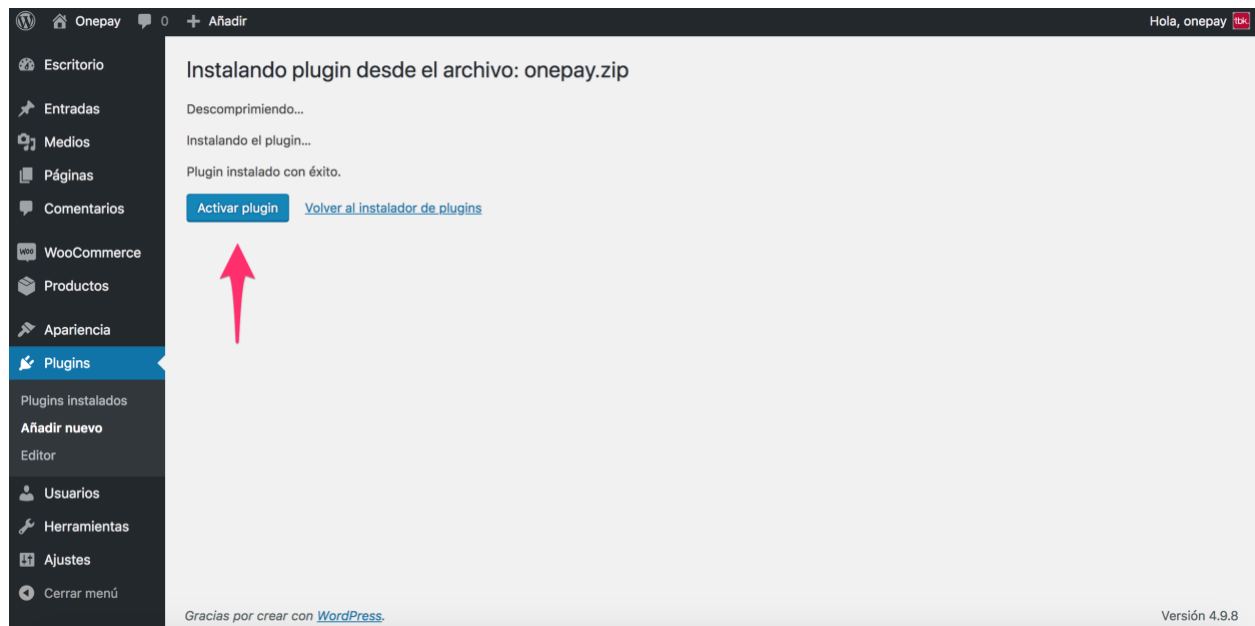 Onepay 0 + Añadir Hola, onepay tbk.
Escritorio
Entradas
Medios
Páginas
Comentarios
Woo WooCommerce
Productos
Apariencia
Plugins
Plugins instalados
Añadir nuevo
Editor
Usuarios
Herramientas
Ajustes
Cerrar menú
Instalando plugin desde el archivo: onepay.zip
Descomprimiendo…
Instalando el plugin…
Plugin instalado con éxito.
Activar plugin Volver al instalador de plugins
Gracias por crear con WordPress. Versión 4.9.8